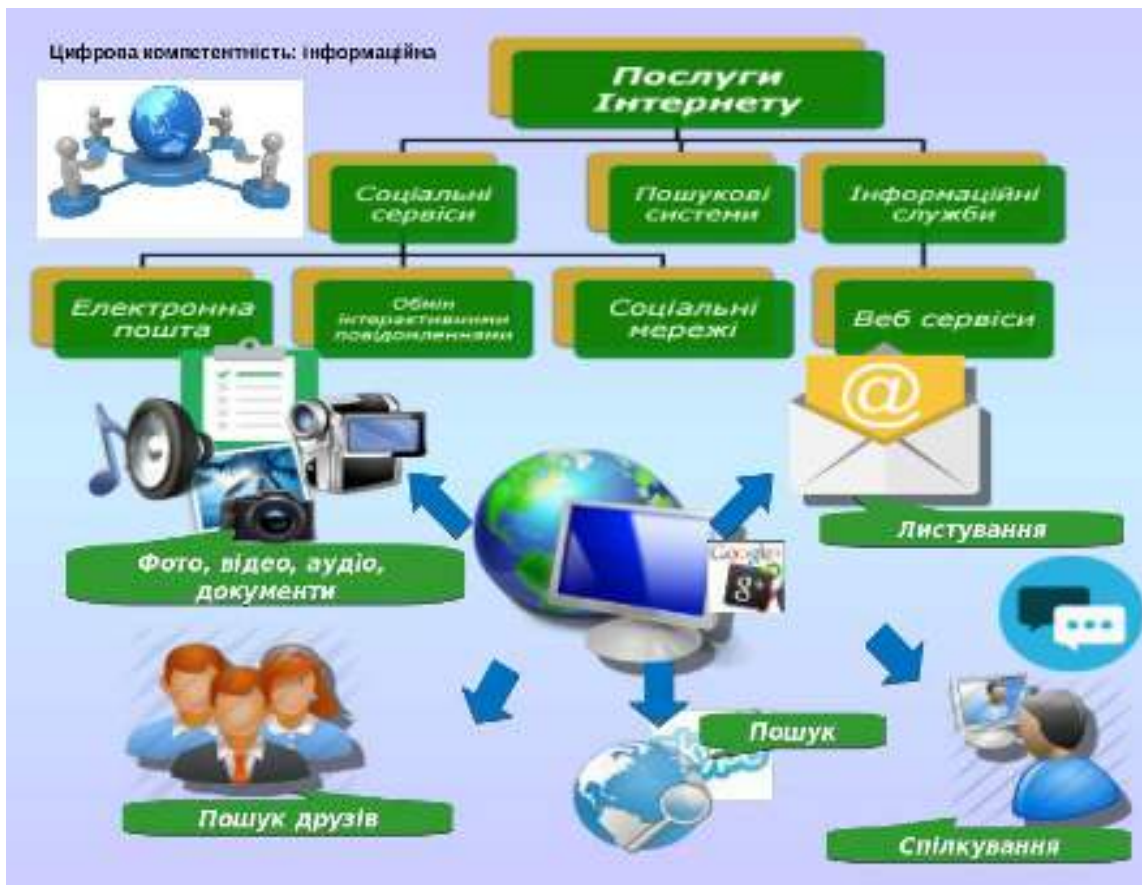 Цифрова компетентність: інформаційна
Послуги
Інтернету
Соціальні
сервіси
Пошукові
системи
Інформаційні
служби
Електронна
пошта
Обмін
інтерактивними
повідомленнями
Соціальні
мережі
Веб сервіси
@
Листування
Google+
g+
Фото, відео, аудіо,
документи
Пошук
Пошук друзів
Спілкування